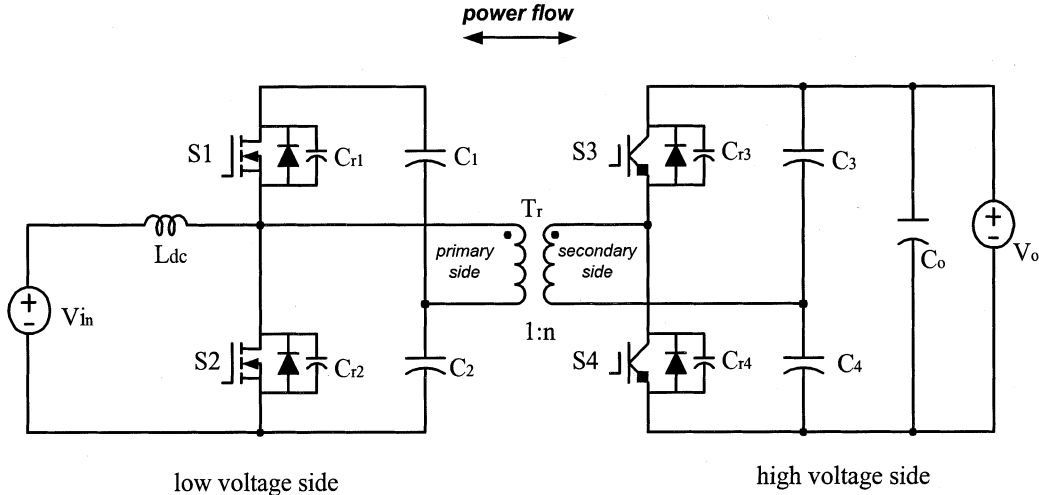 power flow
S1
Cr1
C1
S3
Cr3
C3
Tr
Ldc
primary
side
secondary
side
Co
Vo
+
-
Vin
+
-
1:n
S2
Cr2
C2
S4
Cr4
C4
low voltage side
high voltage side